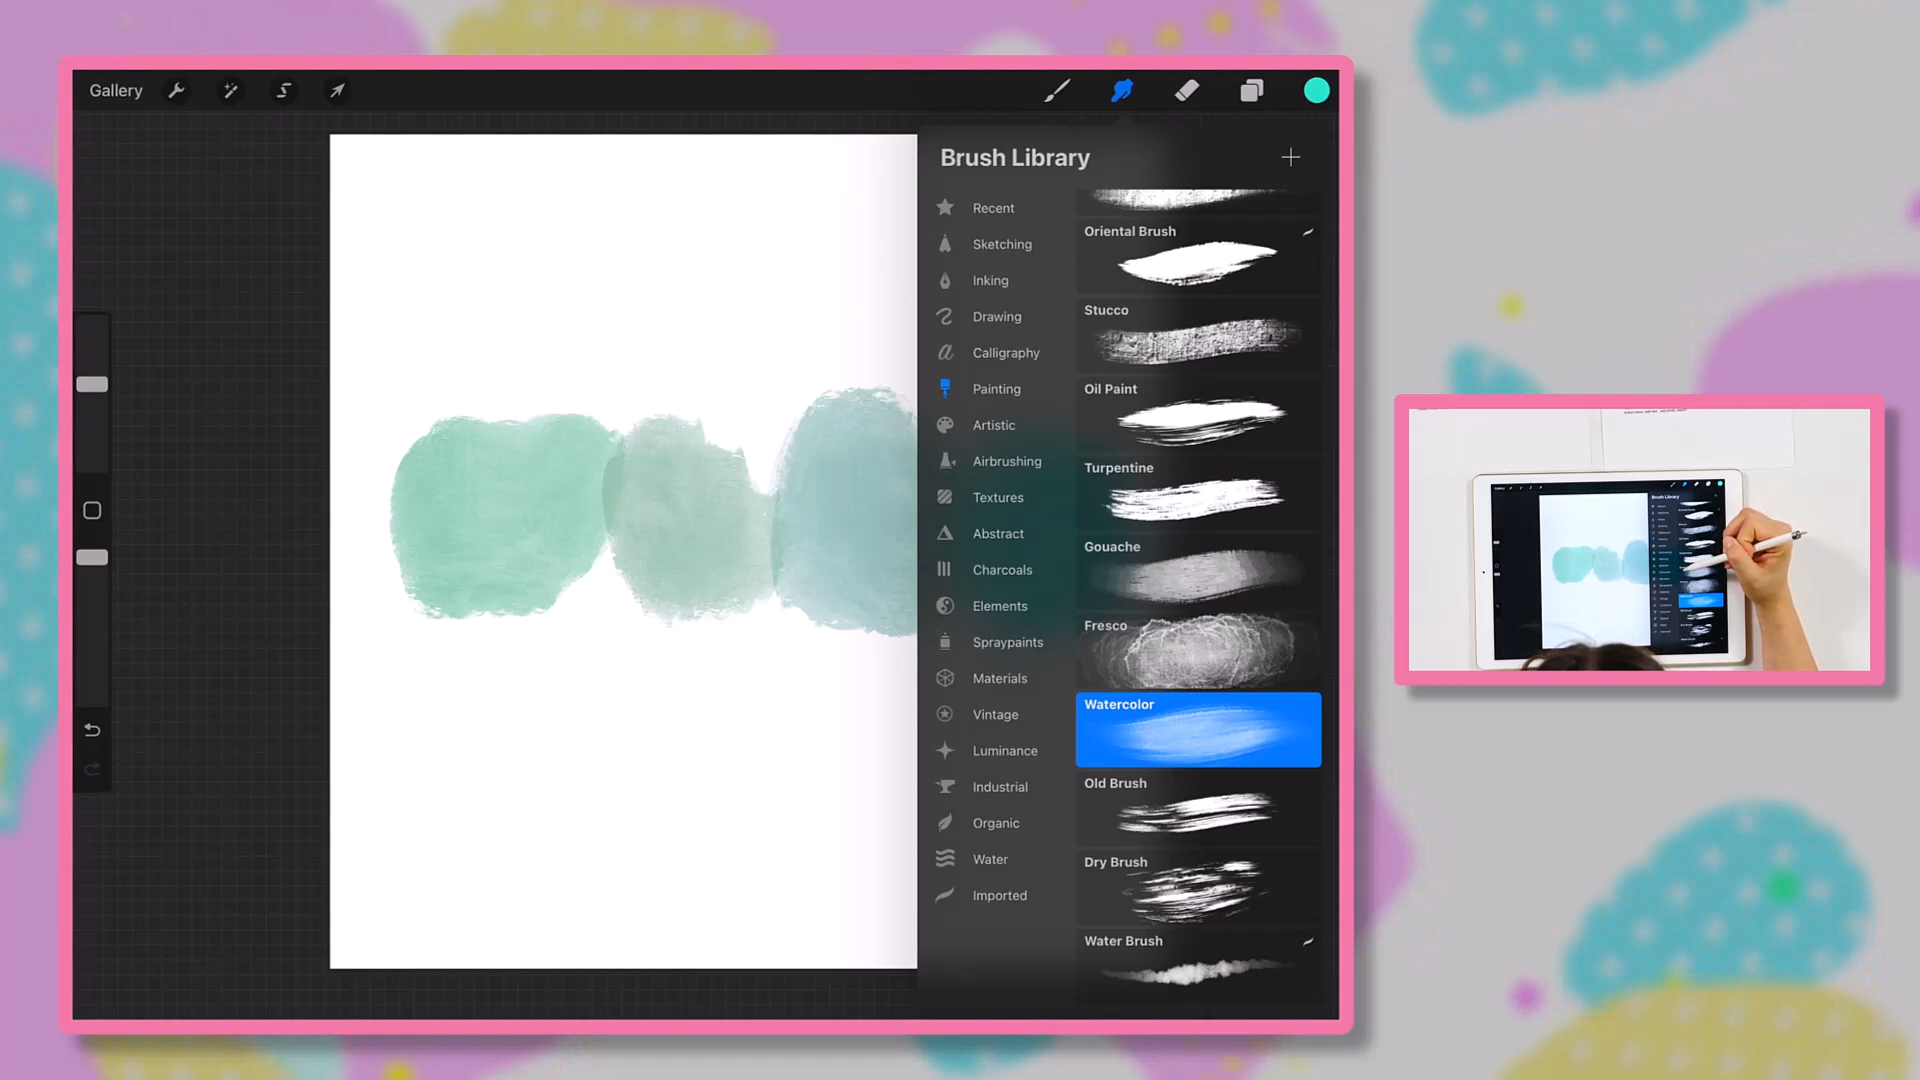 Gallery
Brush Library
Recent
Sketching
Inking
Drawing
Calligraphy
Painting
Artistic
Airbrushing
Textures
Abstract
Charcoals
Elements
Spraypaints
Materials
Vintage
Luminance
Industrial
Organic
Water
Imported
Oriental Brush
Stucco
Oil Paint
Turpentine
Gouache
Fresco
Watercolor
Old Brush
Dry Brush
Water Brush
Brush Library